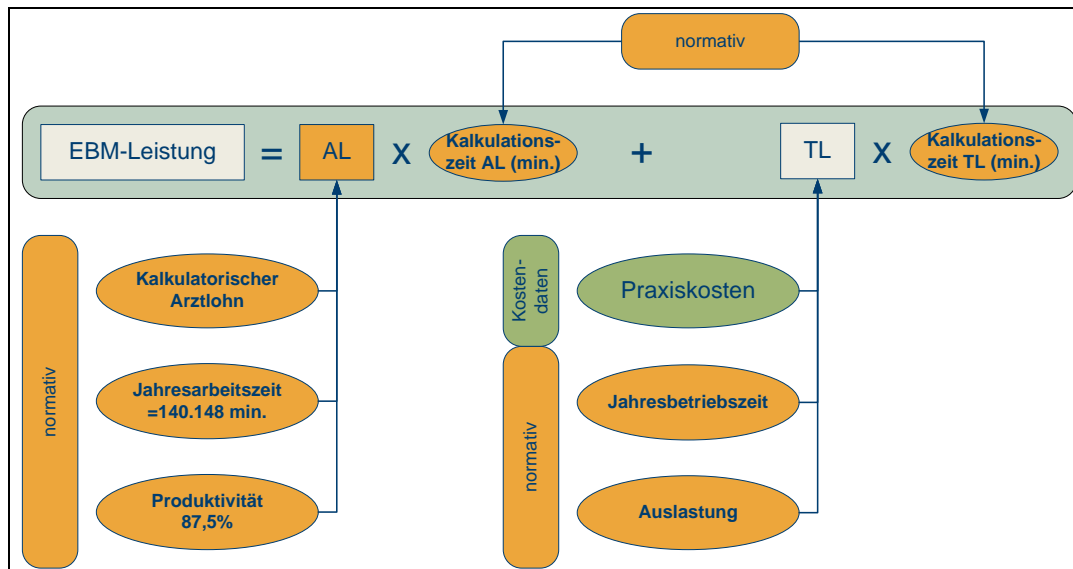 normativ
EBM-Leistung = AL x Kalkulations-
zeit AL (min.) + TL x Kalkulations-
zeit TL (min.)
normativ
Kalkulatorischer
Arztlohn
Jahresarbeitszeit
=140.148 min.
Produktivität
87,5%
Kosten-
daten
normativ
Praxiskosten
Jahresbetriebszeit
Auslastung